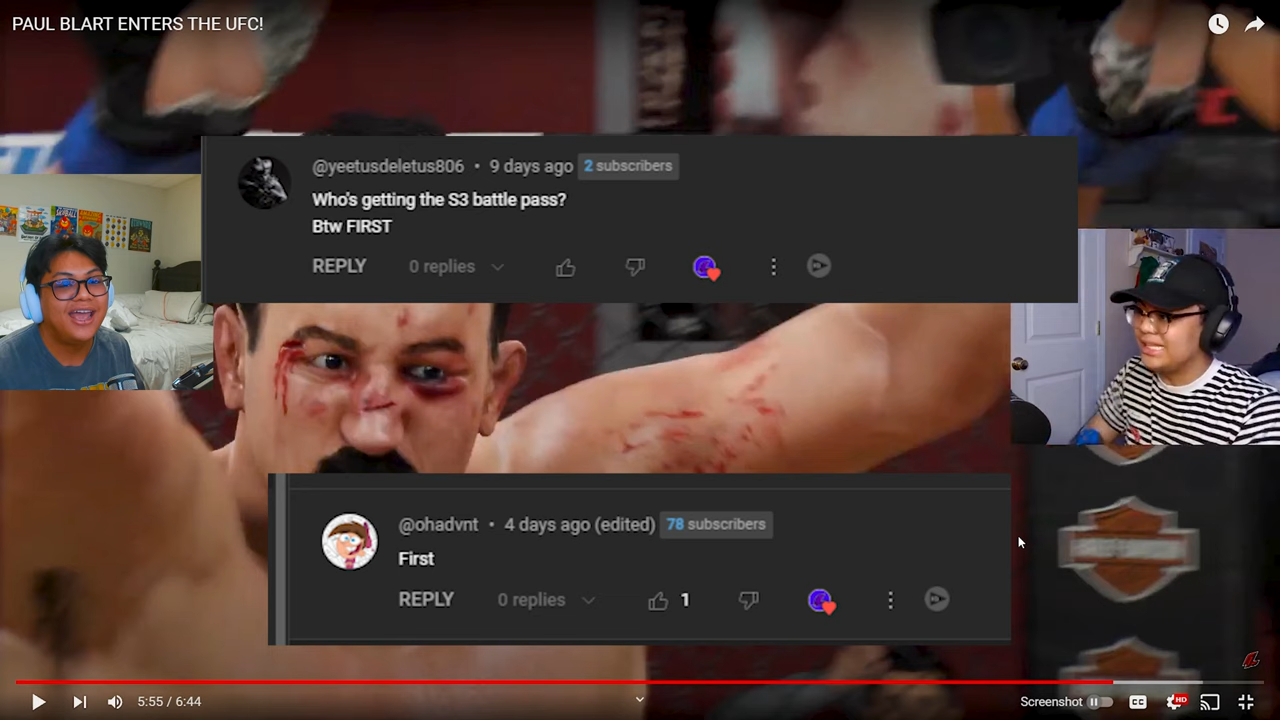 PAUL BLART ENTERS THE UFC!
@yeetusdeletus806 • 9 days ago 2 subscribers
Who's getting the S3 battle pass?
Btw FIRST
REPLY 0 replies
@ohadvnt • 4 days ago (edited) 78 subscribers
First
REPLY 0 replies 1
5:55 / 6:44
Screenshot CC HD